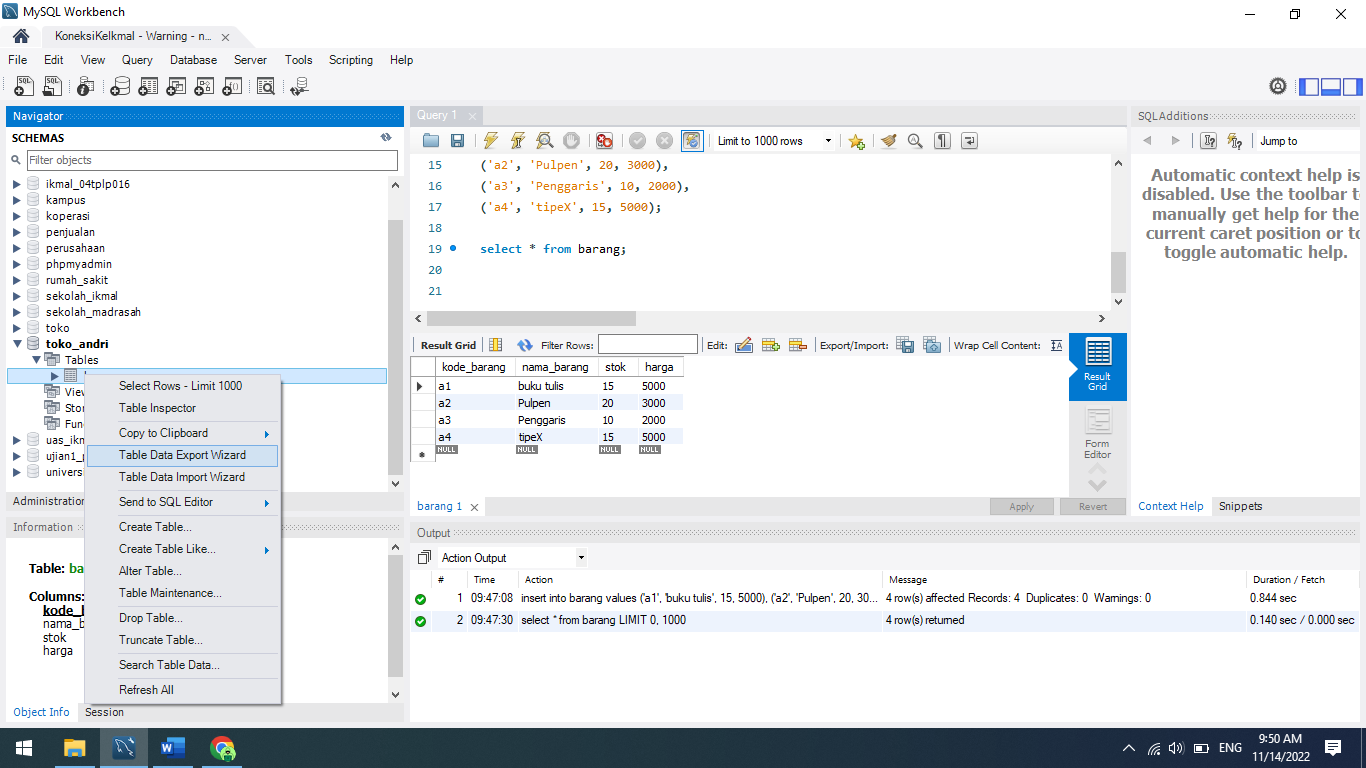 MySQL Workbench
KoneksiKelkmal - Warning - n...
File Edit View Query Database Server Tools Scripting Help
Navigator
SCHEMAS
Filter objects
ikmal_04tplp016
kampus
koperasi
penjualan
perusahaan
phpmyadmin
rumah_sakit
sekolah_ikmal
sekolah_madrasah
toko
toko_andri
Tables
View
Stor
Func
uas_ikn
ujian1_
univers
Select Rows - Limit 1000
Table Inspector
Copy to Clipboard
Table Data Export Wizard
Table Data Import Wizard
Send to SQL Editor
Create Table...
Create Table Like...
Alter Table...
Table Maintenance...
Drop Table...
Truncate Table...
Search Table Data...
Refresh All
Administration
Information
Table: ba
Columns:
kode_b
nama_b
stok
harga
Object Info Session
Query 1
Limit to 1000 rows
15 ('a2', 'Pulpen', 20, 3000),
16 ('a3', 'Penggaris', 10, 2000),
17 ('a4', 'tipeX', 15, 5000);
18
19 select * from barang;
20
21
Result Grid Filter Rows: Edit: Export/Import: Wrap Cell Content: IA
kode_barang nama_barang stok harga
a1 buku tulis 15 5000
a2 Pulpen 20 3000
a3 Penggaris 10 2000
a4 tipeX 15 5000
NULL NULL NULL NULL
Result
Grid
Form
Editor
barang 1
Apply Revert
SQLAdditions
Jump to
Automatic context help is
disabled. Use the toolbar t
manually get help for the
current caret position or to
toggle automatic help.
Context Help Snippets
Output
Action Output
# Time Action Message Duration / Fetch
1 09:47:08 insert into barang values ('a1', 'buku tulis', 15, 5000), ('a2', 'Pulpen', 20, 30... 4 row(s) affected Records: 4 Duplicates: 0 Warnings: 0 0.844 sec
2 09:47:30 select * from barang LIMIT 0, 1000 4 row(s) returned 0.140 sec / 0.000 sec
ENG
9:50 AM
11/14/2022